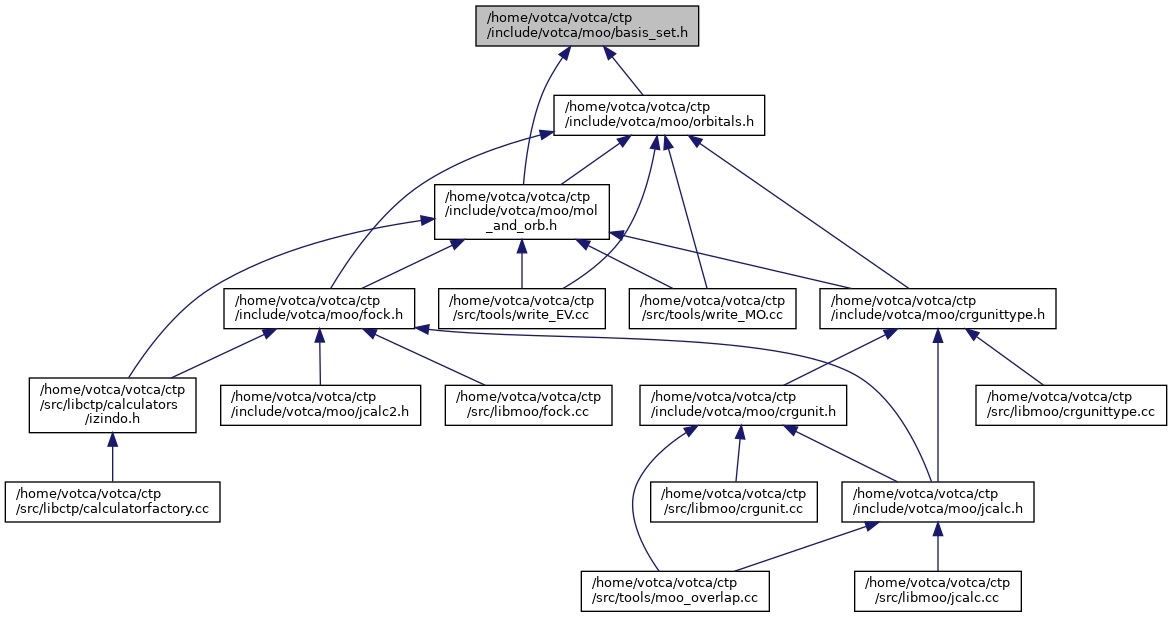 /home/votca/votca/ctp
/include/votca/moo/basis_set.h
/home/votca/votca/ctp
/include/votca/moo/orbitals.h
/home/votca/votca/ctp
/include/votca/moo/mol
_and_orb.h
/home/votca/votca/ctp
/include/votca/moo/fock.h
/home/votca/votca/ctp
/src/tools/write_EV.cc
/home/votca/votca/ctp
/src/tools/write_MO.cc
/home/votca/votca/ctp
/include/votca/moo/crgunittype.h
/home/votca/votca/ctp
/src/libctp/calculators
/izindo.h
/home/votca/votca/ctp
/include/votca/moo/jcalc2.h
/home/votca/votca/ctp
/src/libmoo/fock.cc
/home/votca/votca/ctp
/include/votca/moo/crgunit.h
/home/votca/votca/ctp
/src/libmoo/crgunittype.cc
/home/votca/votca/ctp
/src/libctp/calculatorfactory.cc
/home/votca/votca/ctp
/src/libmoo/crgunit.cc
/home/votca/votca/ctp
/include/votca/moo/jcalc.h
/home/votca/votca/ctp
/src/tools/moo_overlap.cc
/home/votca/votca/ctp
/src/libmoo/jcalc.cc